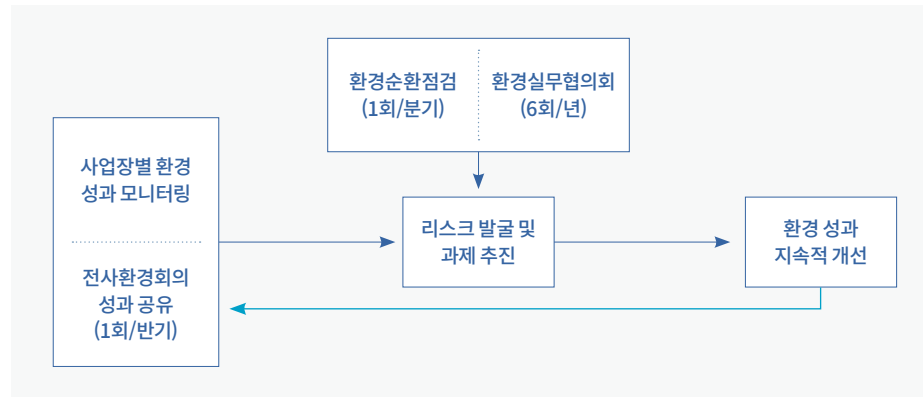 환경순환점검
(1회/분기)
환경실무협의회
(6회/년)
사업장별 환경
성과 모니터링
전사환경회의
성과 공유
(1회/반기)
리스크 발굴 및
과제 추진
환경 성과
지속적 개선